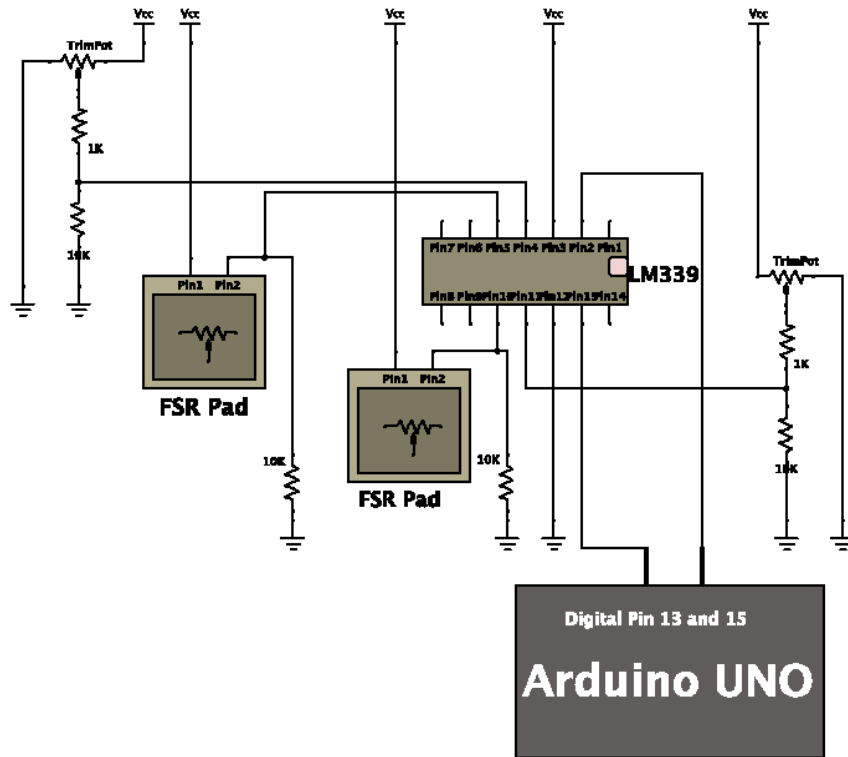 Vcc Vcc Vcc Vcc Vcc
TrimPot
1K
10K
Pin1 Pin2
FSR Pad
10K
Pin1 Pin2
FSR Pad
10K
Pin7 Pin6 Pin5 Pin4 Pin3 Pin2 Pin1
LM339
Pin8 Pin9 Pin10 Pin11 Pin12 Pin13 Pin14
TrimPot
1K
Digital Pin 13 and 15
Arduino UNO